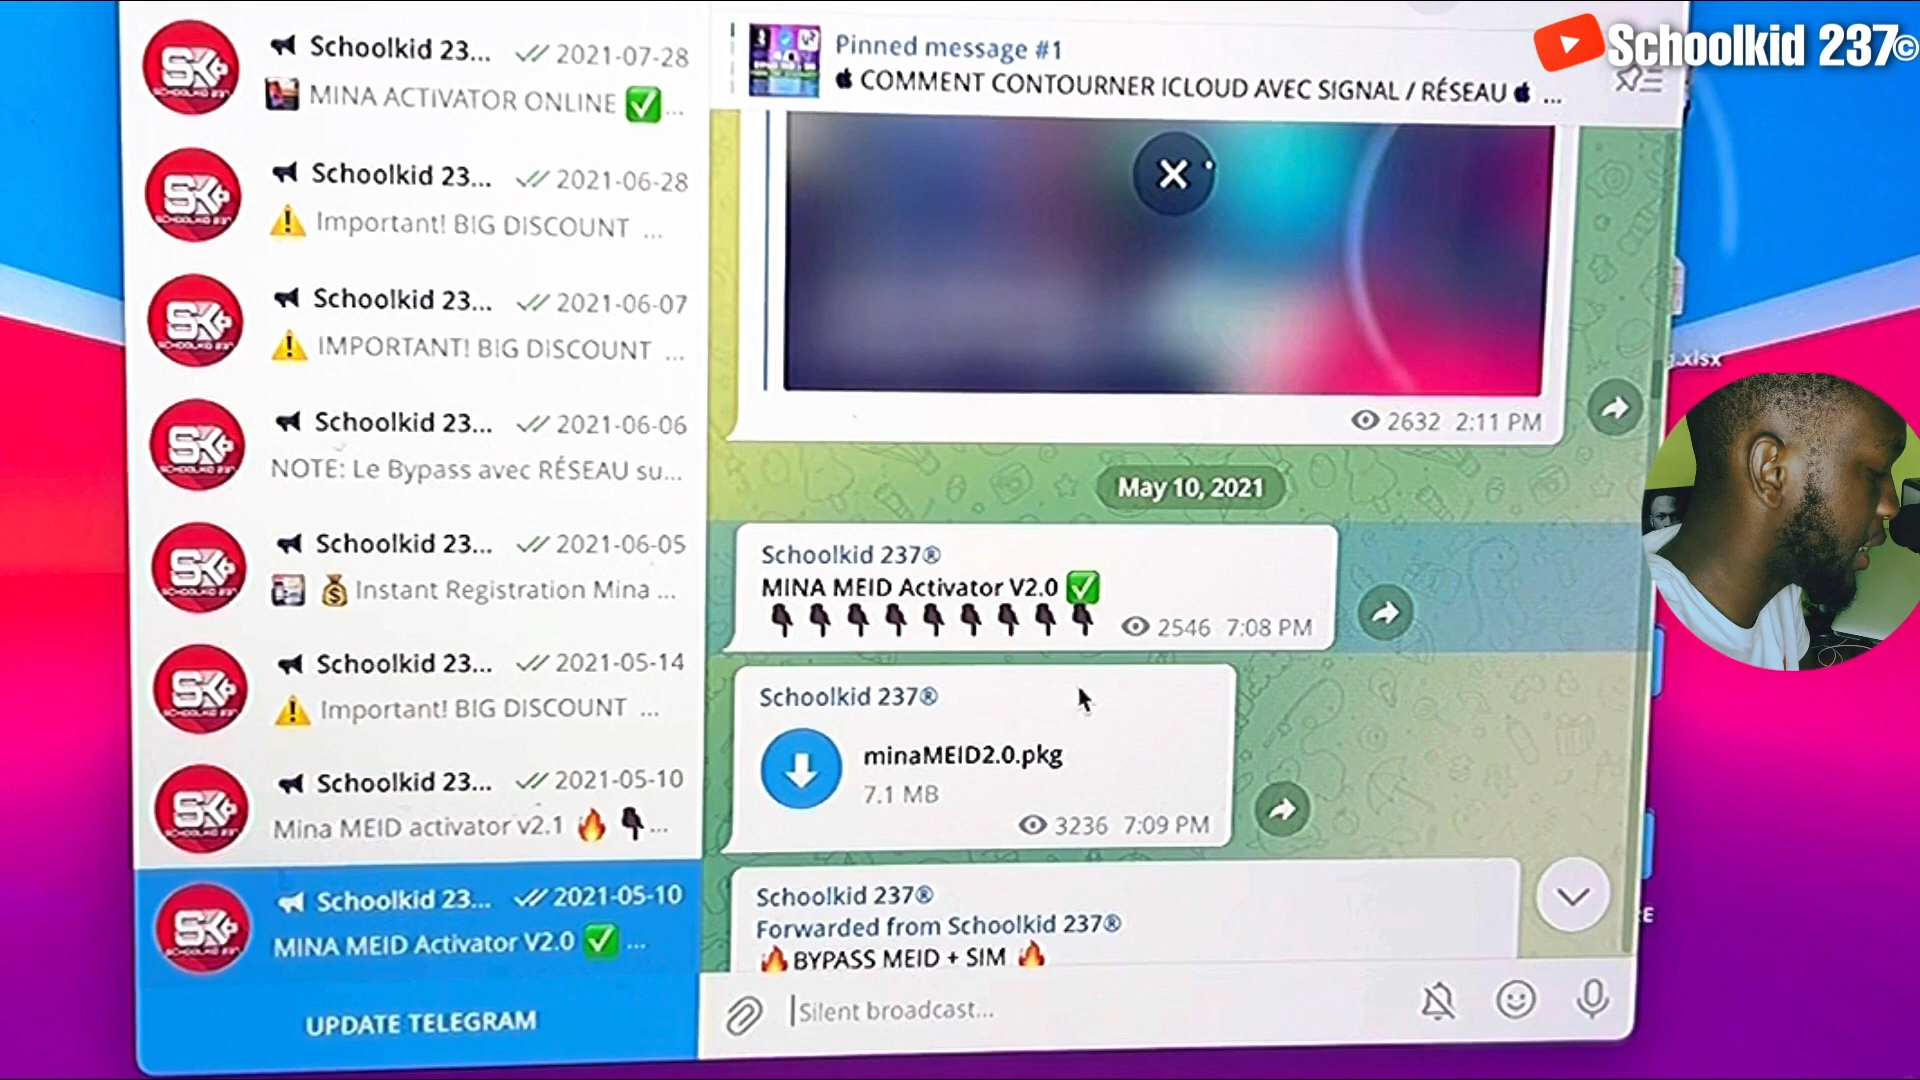 Schoolkid 23... 2021-07-28
MINA ACTIVATOR ONLINE ✅...
Schoolkid 23... 2021-06-28
⚠️ Important! BIG DISCOUNT ...
Schoolkid 23... 2021-06-07
⚠️ IMPORTANT! BIG DISCOUNT ...
Schoolkid 23... 2021-06-06
NOTE: Le Bypass avec RÉSEAU su...
Schoolkid 23... 2021-06-05
💰 Instant Registration Mina ...
Schoolkid 23... 2021-05-14
⚠️ Important! BIG DISCOUNT ...
Schoolkid 23... 2021-05-10
Mina MEID activator v2.1 🔥 👇...
Schoolkid 23... 2021-05-10
MINA MEID Activator V2.0 ✅ ...
UPDATE TELEGRAM
Pinned message #1
COMMENT CONTOURNER ICLOUD AVEC SIGNAL / RÉSEAU ...
2632 2:11 PM
May 10, 2021
Schoolkid 237®
MINA MEID Activator V2.0 ✅
👇👇👇👇👇👇👇👇👇 2546 7:08 PM
Schoolkid 237®
minaMEID2.0.pkg
7.1 MB
3236 7:09 PM
Schoolkid 237®
Forwarded from Schoolkid 237®
🔥 BYPASS MEID + SIM 🔥
Silent broadcast...
Schoolkid 237©
g.xlsx